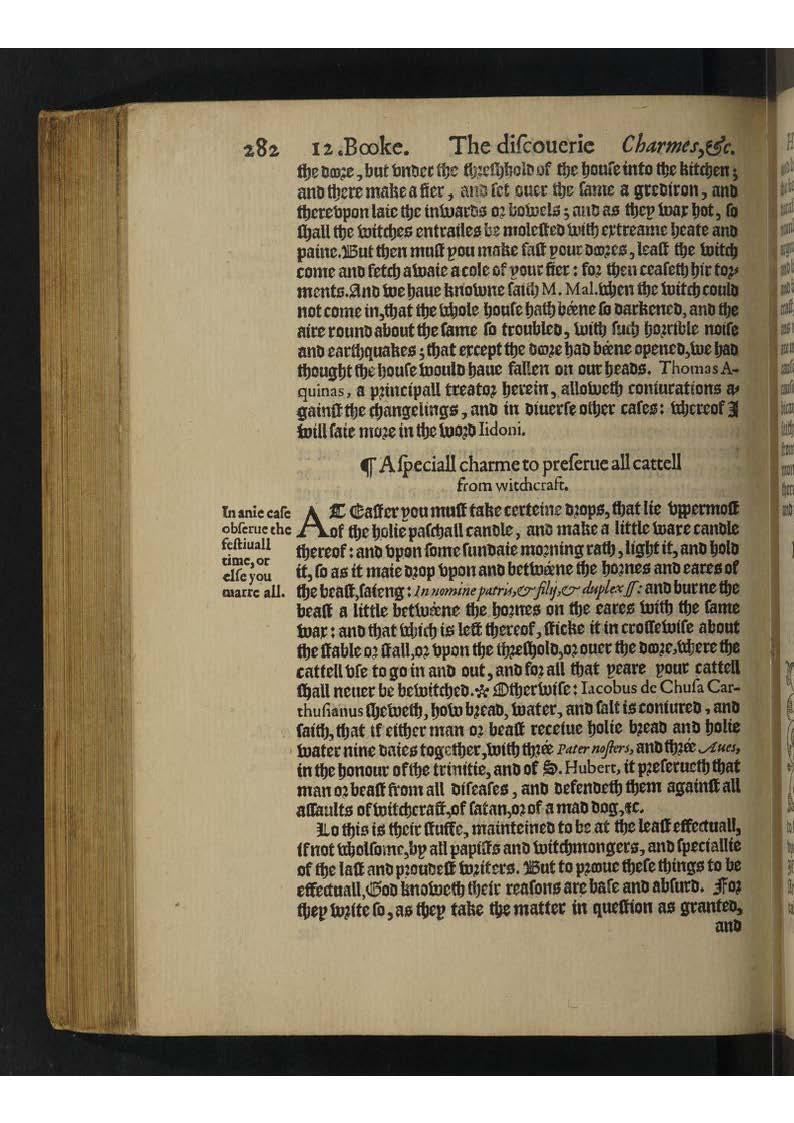 282 12.Booke. The diſcouerie Charmes,&c.
the doore, but vnder the threſhhold of the houſe into the kitchen;
and there make a fier, and ſet ouer the ſame a grediron, and
therevpon laie the inwards or bowels; and as they wax hot, ſo
ſhall the witches entrailes be moleſted with extreame heate and
paine. But then muſt you make faſt your doores, leaſt the witch
come and fetch awaie a cole of your fier: for then ceaſeth hir tor-
ments. And we haue knowne ſaith M. Mal. when the witch could
not come in, that the whole houſe hath béene ſo darkened, and the
aire round about the ſame ſo troubled, with ſuch horrible noiſe
and earthquakes; that except the doore had béene opened, we had
thought the houſe would haue fallen on our heads. Thomas A-
quinas, a principall treator herein, alloweth coniurations a-
gainſt the changelings, and in diuerſe other caſes: whereof I
will ſaie more in the word Iidoni.
¶ A ſpeciall charme to preſerue all cattell
from witchcraft.
In anie caſe
obſerue the
feſtiuall
time, or
elſe you
marre all.
AT Eaſter you muſt take certeine drops, that lie vppermoſt
of the holie paſchall candle, and make a little waxe candle
thereof: and vpon ſome ſundaie morning rath, light it, and hold
it, ſo as it maie drop vpon and betwéene the hornes and eares of
the beaſt, ſaieng: In nomine patris, & filij, & duplex ſſ: and burne the
beaſt a little betwéene the hornes on the eares with the ſame
wax: and that which is left thereof, ſticke it in croſſewiſe about
the ſtable or ſtall, or vpon the threſhold, or ouer the doore, where the
cattell vſe to go in and out, and for all that yeare your cattell
ſhall neuer be bewitched. ⁂ Otherwiſe: Iacobus de Chuſa Car-
thuſianus ſheweth, how bread, water, and ſalt is coniured, and
ſaith, that if either man or beaſt receiue holie bread and holie
water nine daies together, with thrée Pater noſters, and thrée Aues,
in the honour of the trinitie, and of S. Hubert, it preſerueth that
man or beaſt from all diſeaſes, and defendeth them againſt all
aſſaults of witchcraft, of ſatan, or of a mad dog, &c.
Lo this is their ſtuffe, mainteined to be at the leaſt effectuall,
if not wholſome, by all papiſts and witchmongers, and ſpeciallie
of the laſt and proudeſt writers. But to prooue theſe things to be
effectuall, God knoweth their reaſons are baſe and abſurd. For
they write ſo, as they take the matter in queſtion as granted,
and